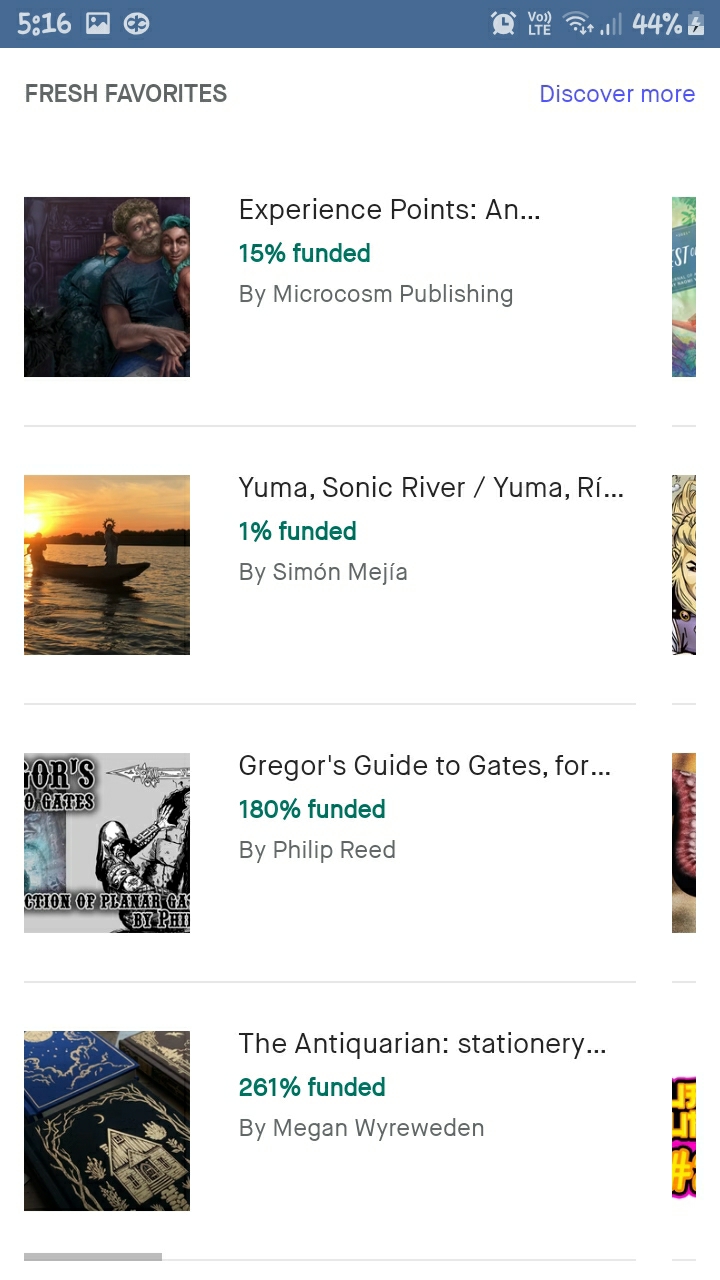 5:16
Vo))
LTE
44%
FRESH FAVORITES
Discover more
Experience Points: An...
15% funded
By Microcosm Publishing
Yuma, Sonic River / Yuma, Rí...
1% funded
By Simón Mejía
GOR'S
O GATES
CTION OF PLANAR GA
BY PHI
Gregor's Guide to Gates, for...
180% funded
By Philip Reed
The Antiquarian: stationery...
261% funded
By Megan Wyreweden